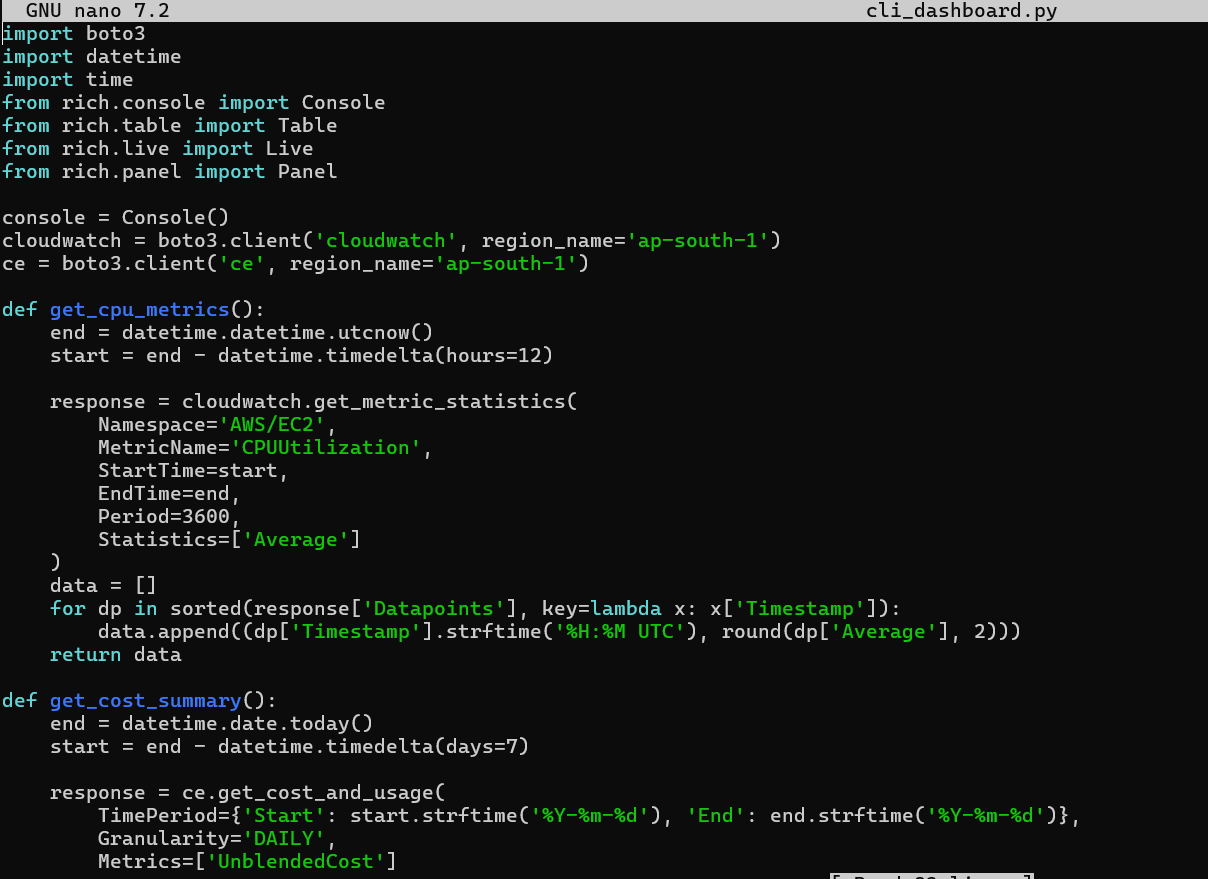 GNU nano 7.2 cli_dashboard.py
import boto3
import datetime
import time
from rich.console import Console
from rich.table import Table
from rich.live import Live
from rich.panel import Panel

console = Console()
cloudwatch = boto3.client('cloudwatch', region_name='ap-south-1')
ce = boto3.client('ce', region_name='ap-south-1')

def get_cpu_metrics():
    end = datetime.datetime.utcnow()
    start = end - datetime.timedelta(hours=12)

    response = cloudwatch.get_metric_statistics(
        Namespace='AWS/EC2',
        MetricName='CPUUtilization',
        StartTime=start,
        EndTime=end,
        Period=3600,
        Statistics=['Average']
    )
    data = []
    for dp in sorted(response['Datapoints'], key=lambda x: x['Timestamp']):
        data.append((dp['Timestamp'].strftime('%H:%M UTC'), round(dp['Average'], 2)))
    return data

def get_cost_summary():
    end = datetime.date.today()
    start = end - datetime.timedelta(days=7)

    response = ce.get_cost_and_usage(
        TimePeriod={'Start': start.strftime('%Y-%m-%d'), 'End': end.strftime('%Y-%m-%d')},
        Granularity='DAILY',
        Metrics=['UnblendedCost']